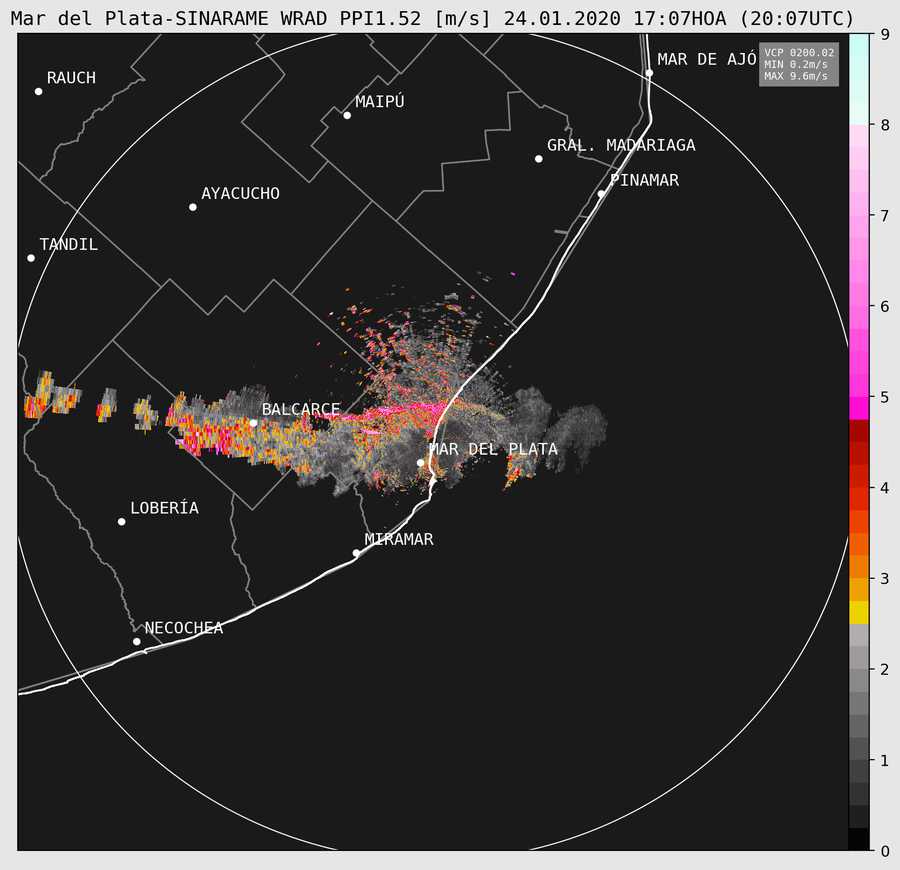 Mar del Plata-SINARAME WRAD PPI1.52 [m/s] 24.01.2020 17:07HOA (20:07UTC)
VCP 0200.02
MIN 0.2m/s
MAX 9.6m/s
MAR DE AJÓ
RAUCH
MAIPÚ
GRAL. MADARIAGA
PINAMAR
AYACUCHO
TANDIL
BALCARCE
MAR DEL PLATA
LOBERÍA
MIRAMAR
NECOCHEA
9
8
7
6
5
4
3
2
1
0